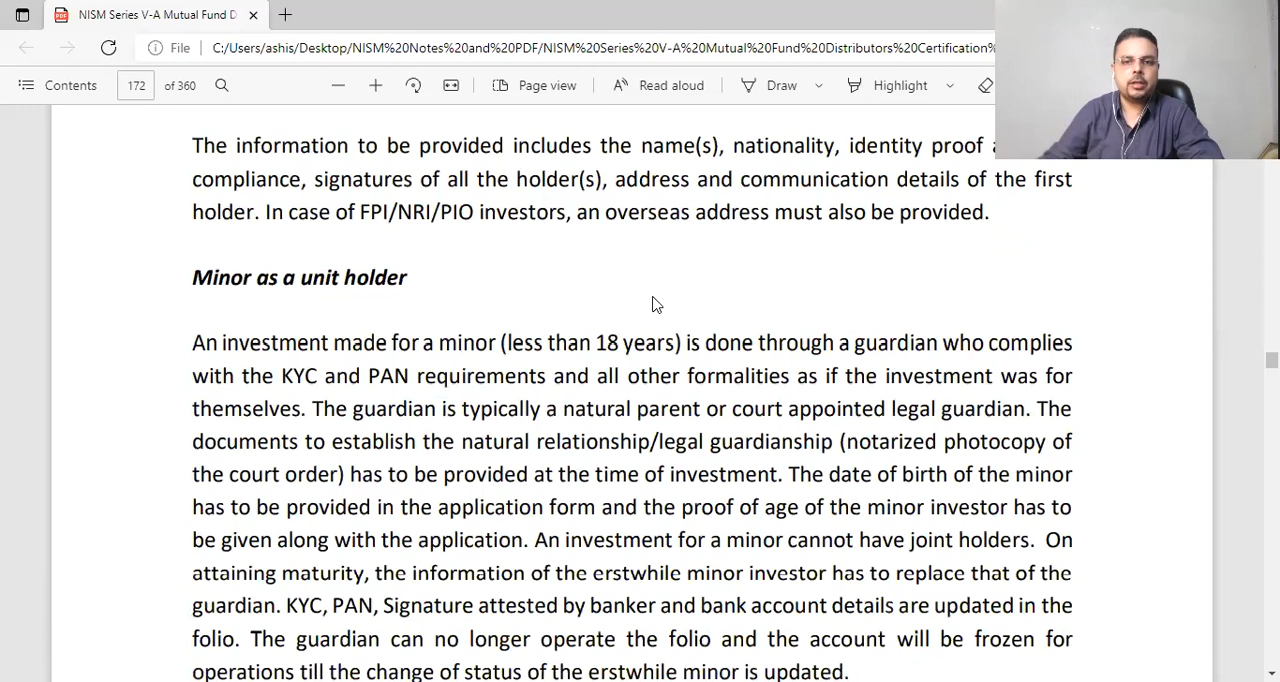 NISM Series V-A Mutual Fund D
File
C:/Users/ashis/Desktop/NISM%20Notes%20and%20PDF/NISM%20Series%20V-A%20Mutual%20Fund%20Distributors%20Certification%
Contents
172 of 360
Page view
Read aloud
Draw
Highlight
The information to be provided includes the name(s), nationality, identity proof
compliance, signatures of all the holder(s), address and communication details of the first
holder. In case of FPI/NRI/PIO investors, an overseas address must also be provided.
Minor as a unit holder
An investment made for a minor (less than 18 years) is done through a guardian who complies
with the KYC and PAN requirements and all other formalities as if the investment was for
themselves. The guardian is typically a natural parent or court appointed legal guardian. The
documents to establish the natural relationship/legal guardianship (notarized photocopy of
the court order) has to be provided at the time of investment. The date of birth of the minor
has to be provided in the application form and the proof of age of the minor investor has to
be given along with the application. An investment for a minor cannot have joint holders. On
attaining maturity, the information of the erstwhile minor investor has to replace that of the
guardian. KYC, PAN, Signature attested by banker and bank account details are updated in the
folio. The guardian can no longer operate the folio and the account will be frozen for
operations till the change of status of the erstwhile minor is updated.